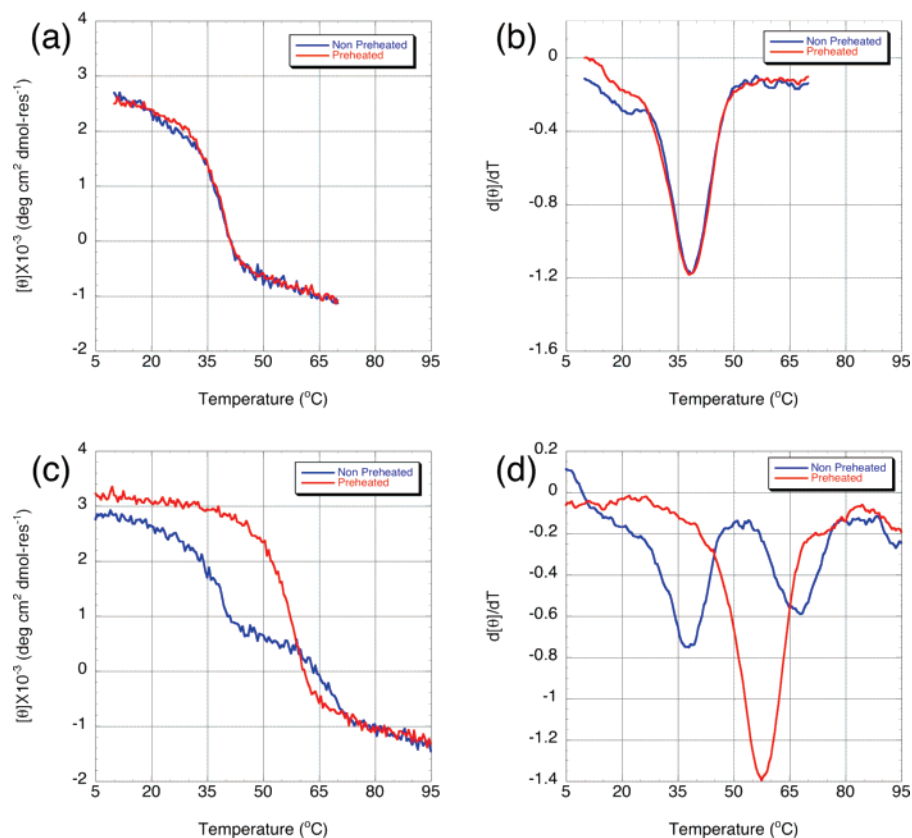 (a)
Non Preheated
Preheated
4
3
2
1
0
-1
-2
5 20 35 50 65 80 95
[θ]X10⁻³ (deg cm² dmol-res⁻¹)
Temperature (°C)
(b)
Non Preheated
Preheated
0
-0.4
-0.8
-1.2
-1.6
5 20 35 50 65 80 95
d[θ]/dT
Temperature (°C)
(c)
Non Preheated
Preheated
4
3
2
1
0
-1
-2
5 20 35 50 65 80 95
[θ]X10⁻³ (deg cm² dmol-res⁻¹)
Temperature (°C)
(d)
Non Preheated
Preheated
0.2
0
-0.2
-0.4
-0.6
-0.8
-1
-1.2
-1.4
5 20 35 50 65 80 95
d[θ]/dT
Temperature (°C)